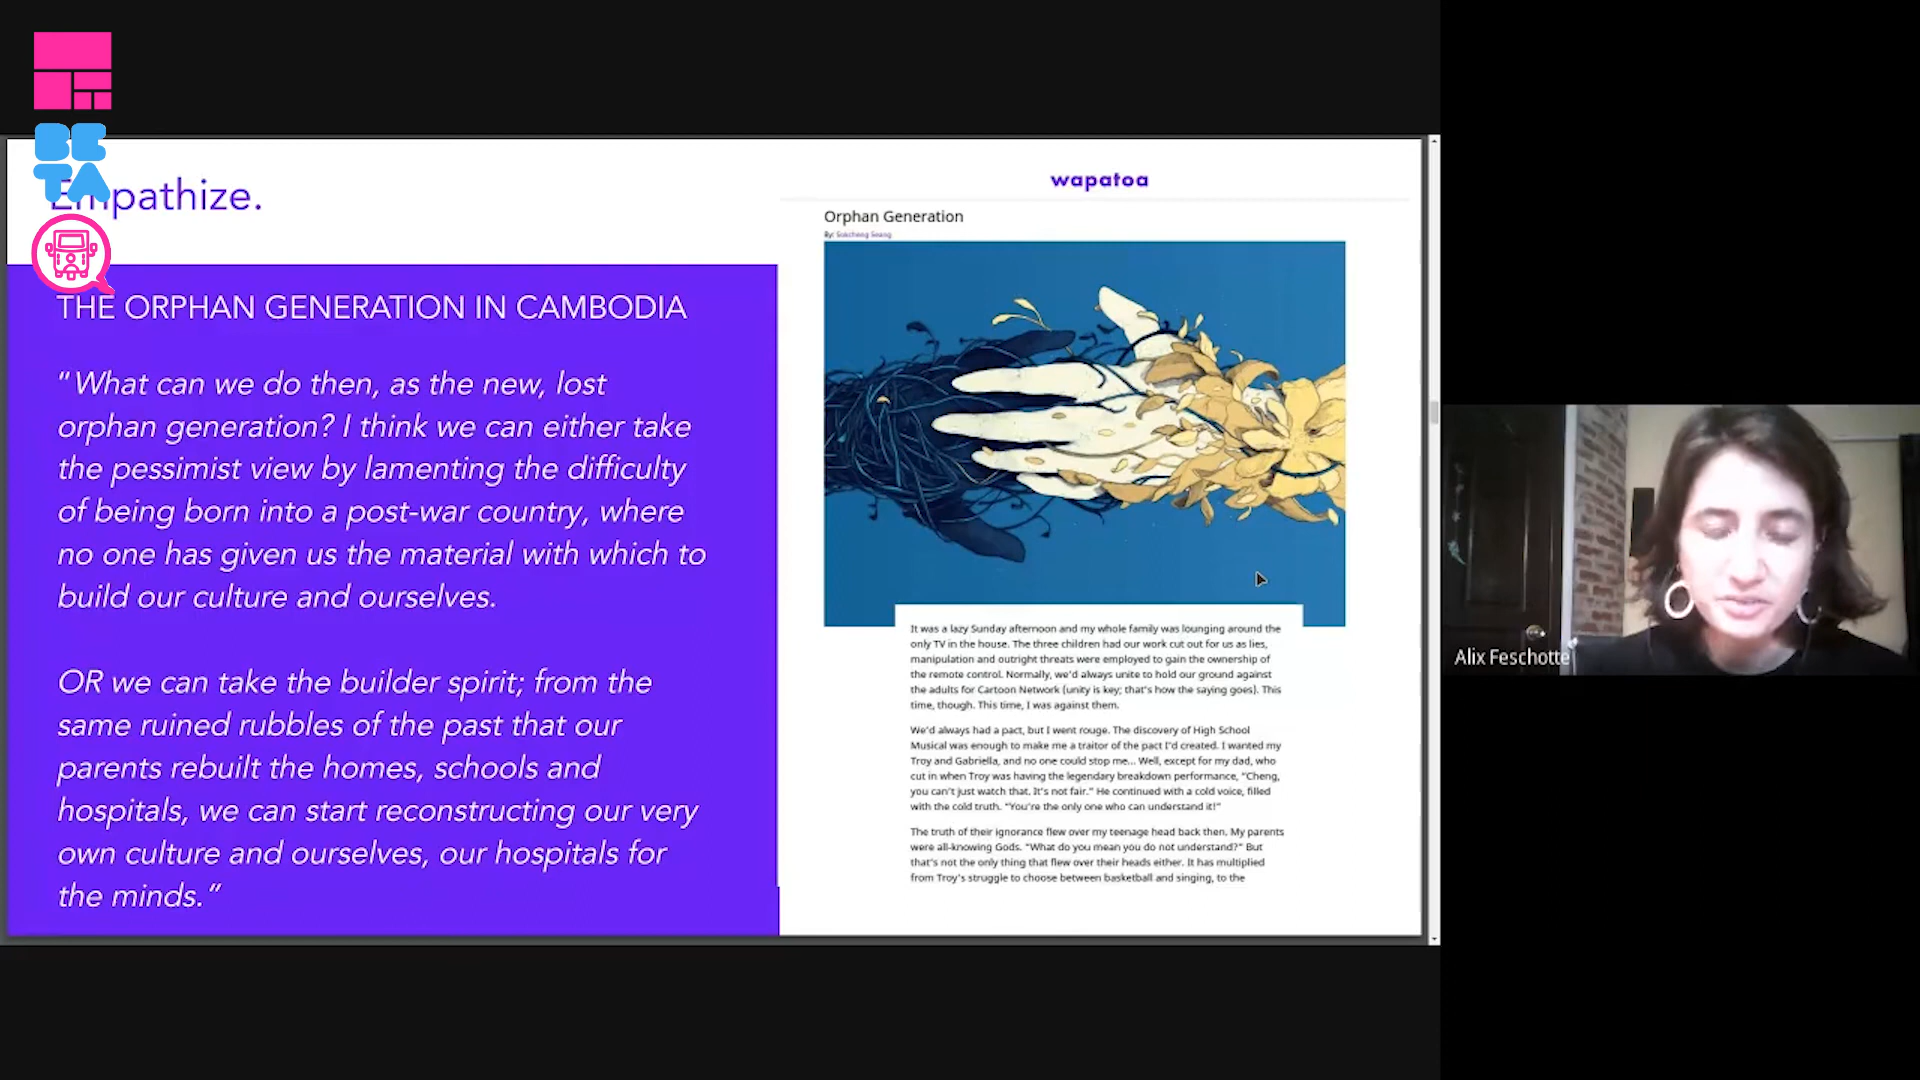 BE
TA
Empathize.
THE ORPHAN GENERATION IN CAMBODIA
“What can we do then, as the new, lost
orphan generation? I think we can either take
the pessimist view by lamenting the difficulty
of being born into a post-war country, where
no one has given us the material with which to
build our culture and ourselves.
OR we can take the builder spirit; from the
same ruined rubbles of the past that our
parents rebuilt the homes, schools and
hospitals, we can start reconstructing our very
own culture and ourselves, our hospitals for
the minds.”
wapatoa
Orphan Generation
By: Sokcheng Seang
It was a lazy Sunday afternoon and my whole family was lounging around the
only TV in the house. The three children had our work cut out for us as lies,
manipulation and outright threats were employed to gain the ownership of
the remote control. Normally, we'd always unite to hold our ground against
the adults for Cartoon Network (unity is key; that's how the saying goes). This
time, though. This time, I was against them.
We'd always had a pact, but I went rouge. The discovery of High School
Musical was enough to make me a traitor of the pact I'd created. I wanted my
Troy and Gabriella, and no one could stop me... Well, except for my dad, who
cut in when Troy was having the legendary breakdown performance, “Cheng,
you can't just watch that. It's not fair.” He continued with a cold voice, filled
with the cold truth. “You're the only one who can understand it!”
The truth of their ignorance flew over my teenage head back then. My parents
were all-knowing Gods. “What do you mean you do not understand?” But
that's not the only thing that flew over their heads either. It has multiplied
from Troy's struggle to choose between basketball and singing, to the
Alix Feschotte